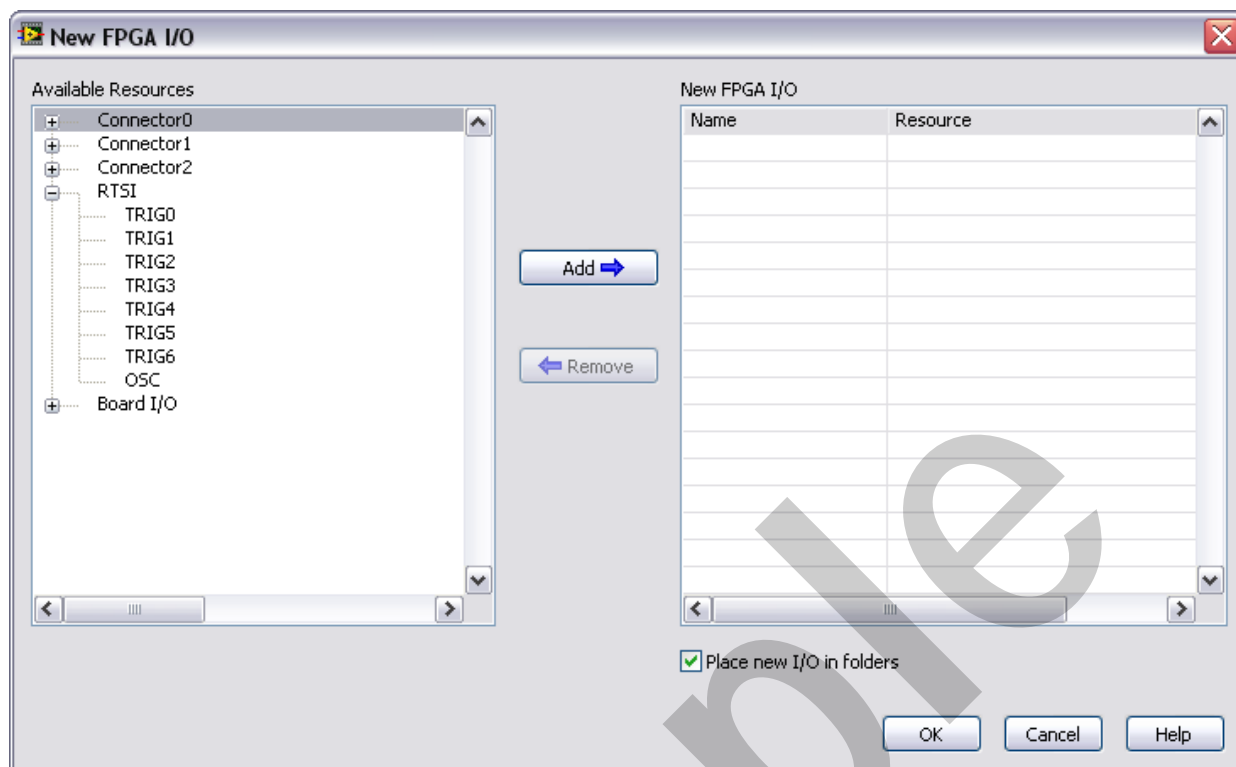 New FPGA I/O
Available Resources
Connector0
Connector1
Connector2
RTSI
TRIG0
TRIG1
TRIG2
TRIG3
TRIG4
TRIG5
TRIG6
OSC
Board I/O
Add
Remove
New FPGA I/O
Name Resource
Place new I/O in folders
OK Cancel Help
ple